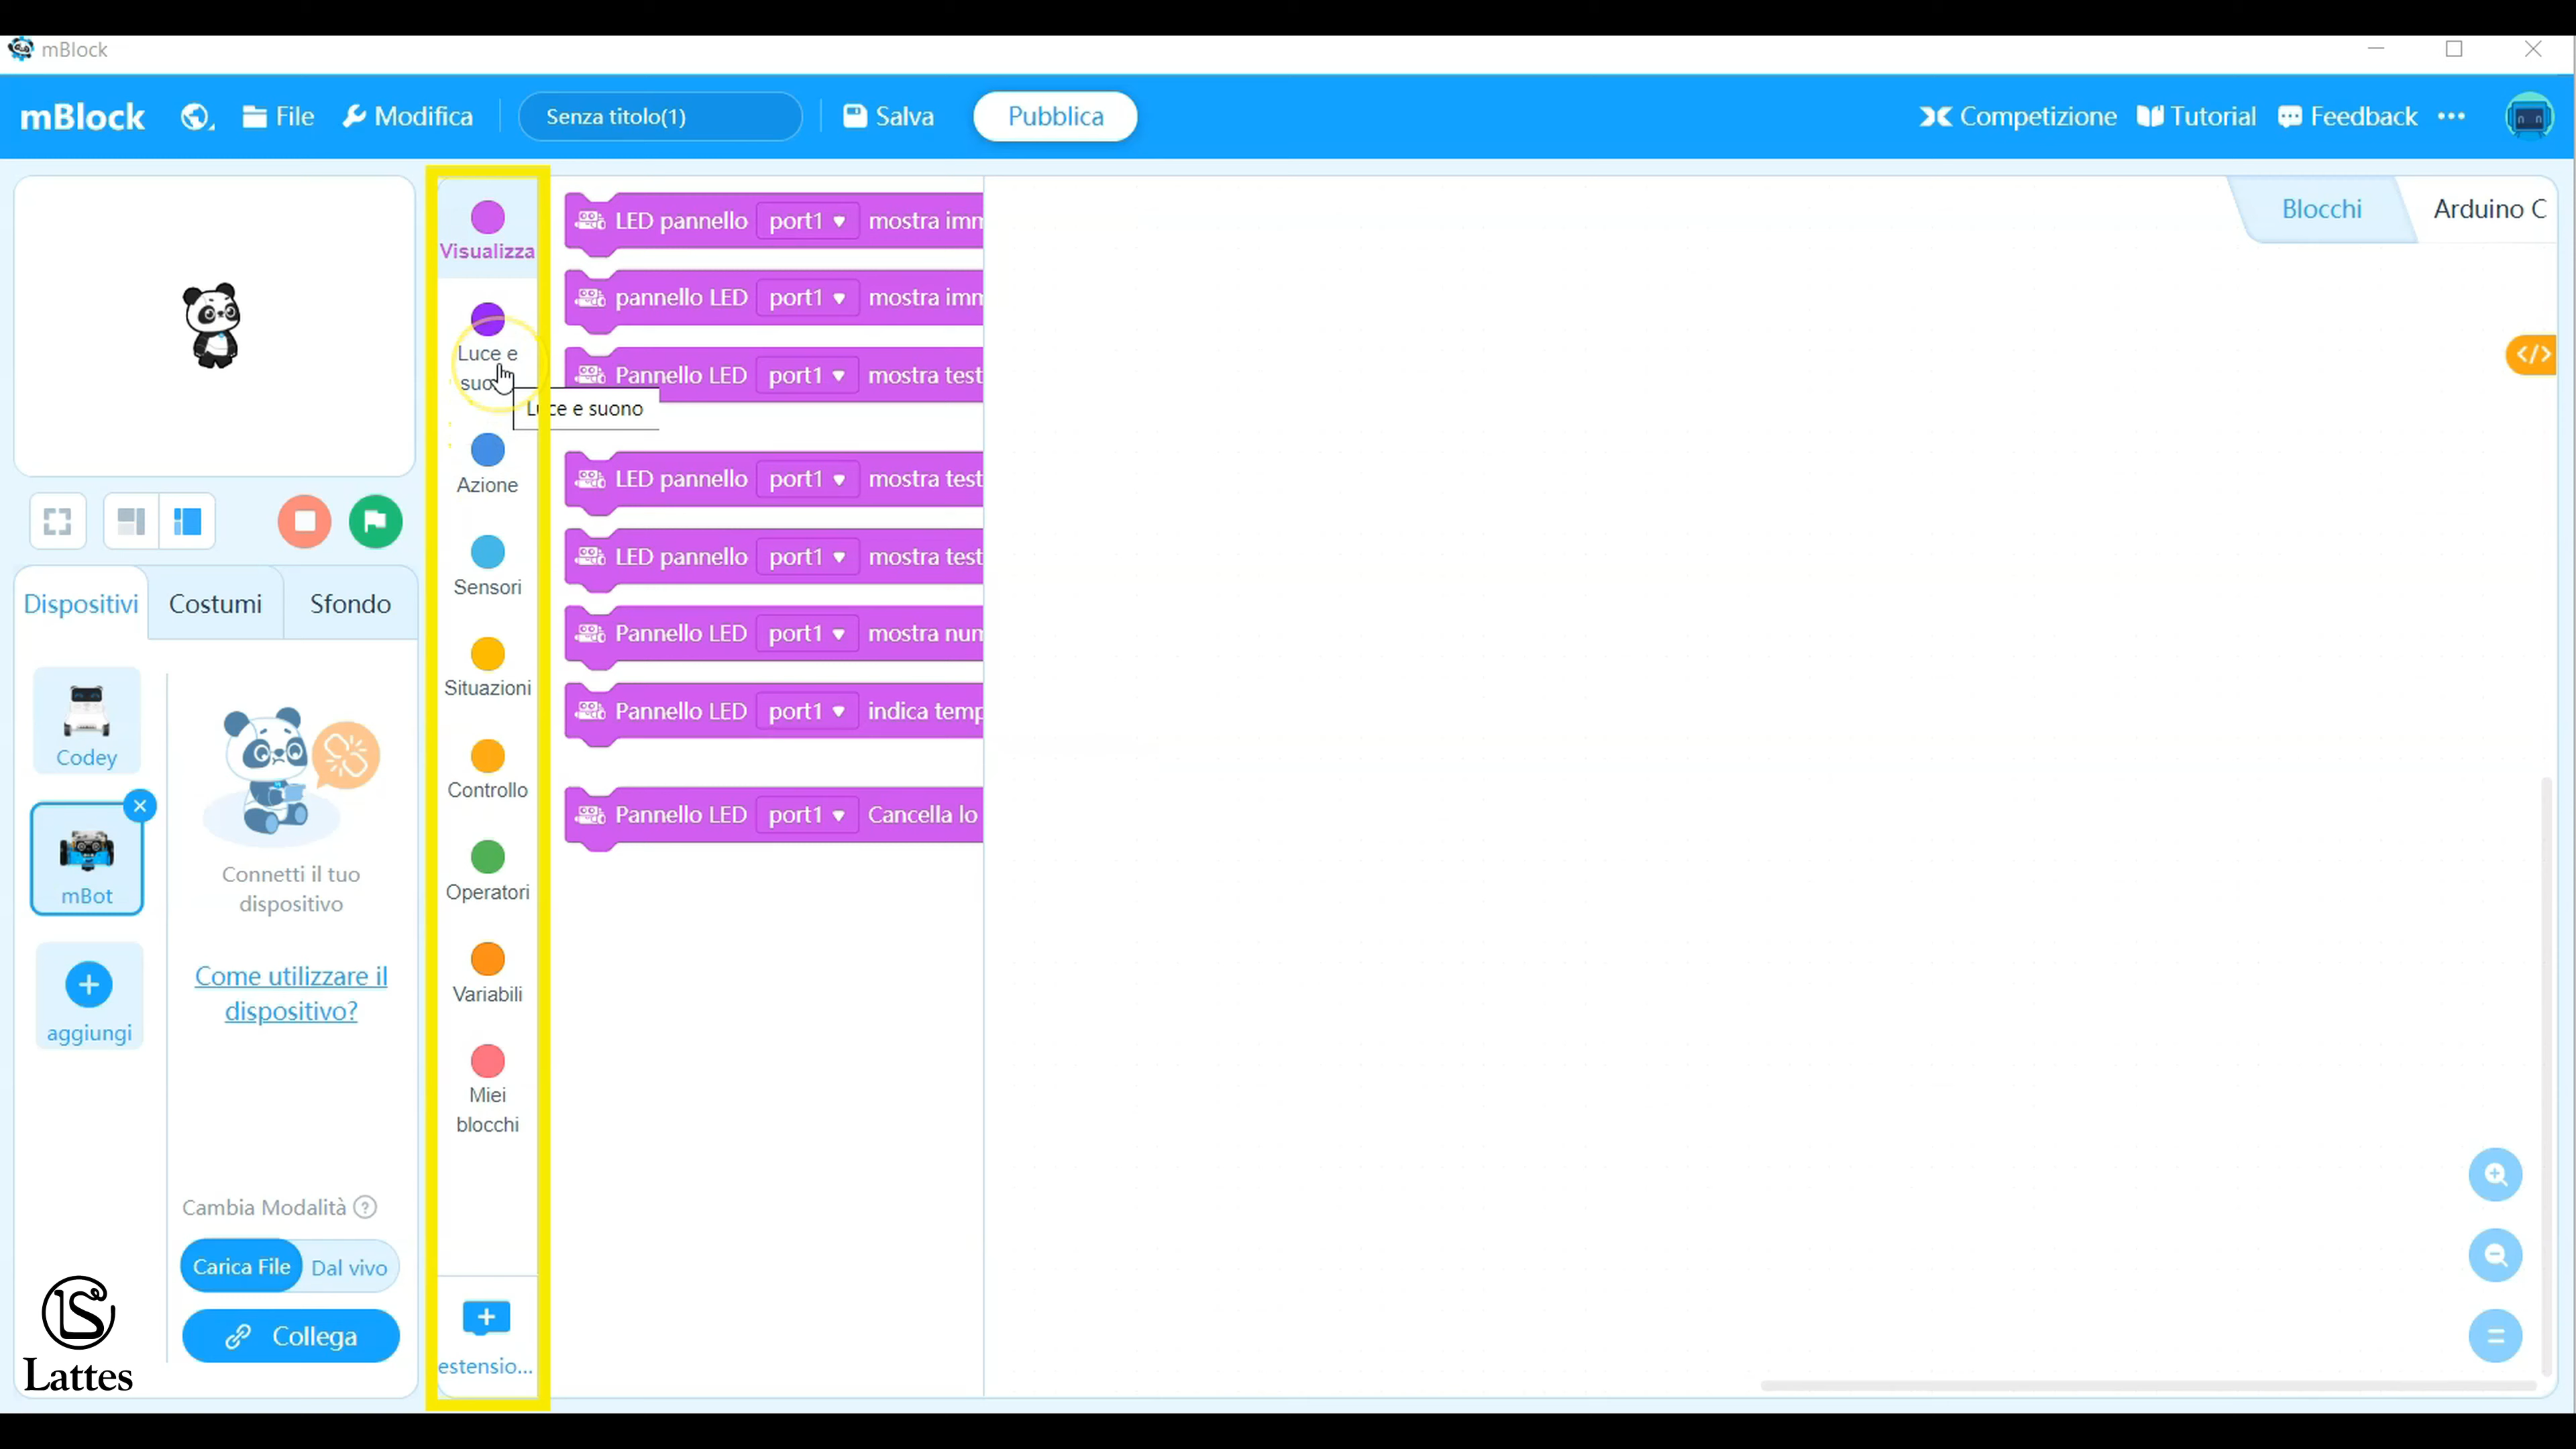 mBlock
mBlock
File
Modifica
Senza titolo(1)
Salva
Pubblica
Competizione
Tutorial
Feedback
Visualizza
Luce e
Luce e suono
Azione
Sensori
Situazioni
Controllo
Operatori
Variabili
Miei
blocchi
estensio...
LED pannello port1 mostra imm
pannello LED port1 mostra imm
Pannello LED port1 mostra test
LED pannello port1 mostra test
LED pannello port1 mostra test
Pannello LED port1 mostra num
Pannello LED port1 indica temp
Pannello LED port1 Cancella lo
Blocchi
Arduino C
</>
Dispositivi
Costumi
Sfondo
Codey
mBot
aggiungi
Connetti il tuo
dispositivo
Come utilizzare il
dispositivo?
Cambia Modalità ?
Carica File
Dal vivo
Collega
LS
Lattes